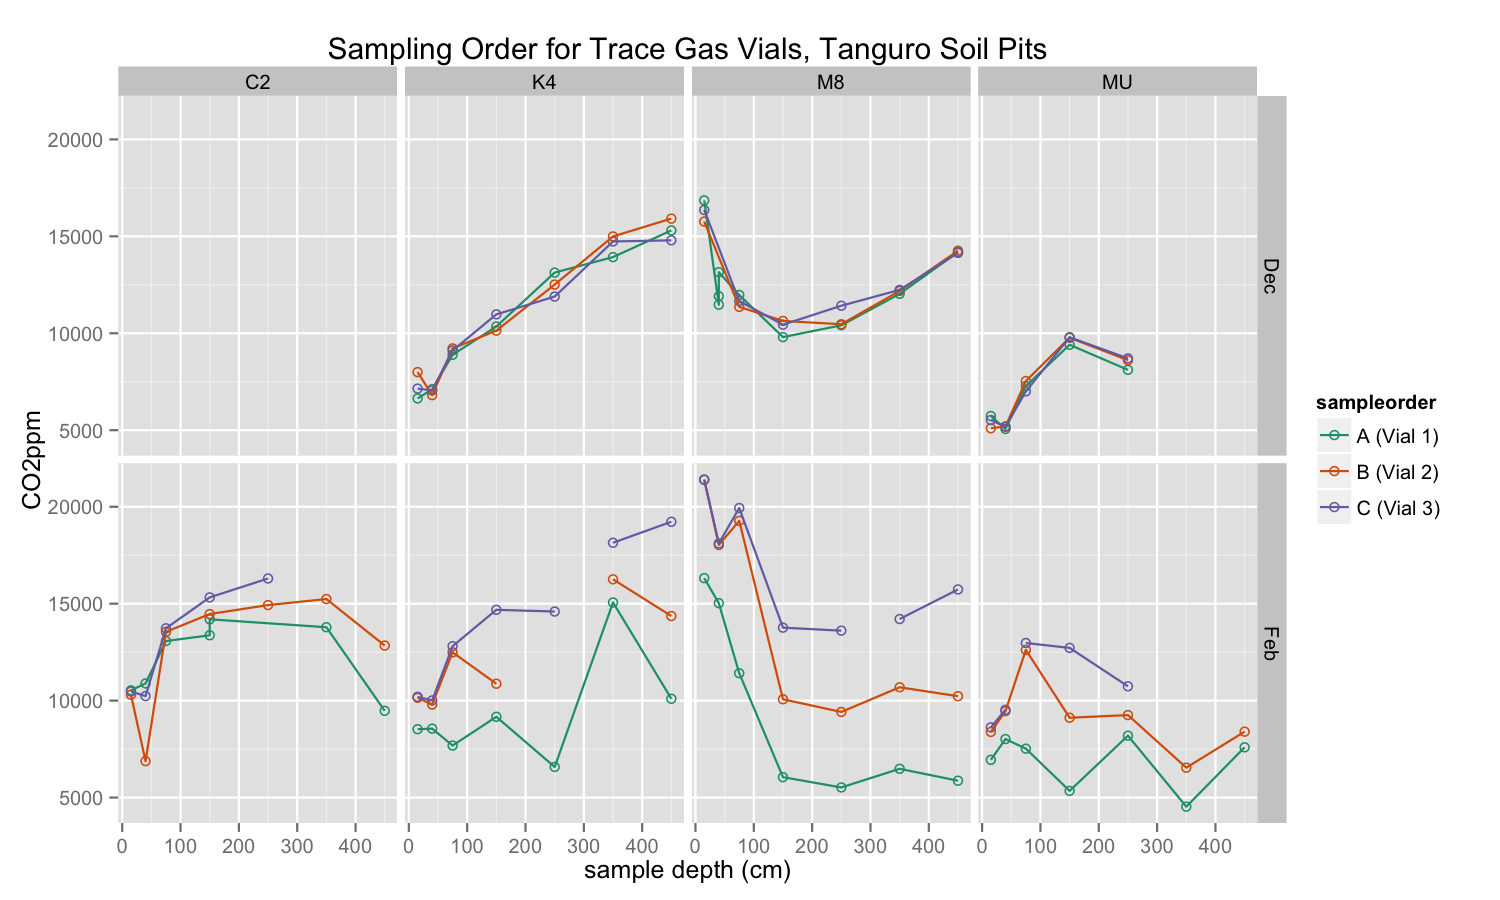 Sampling Order for Trace Gas Vials, Tanguro Soil Pits
C2 K4 M8 MU
20000
15000
10000
5000
Dec
20000
15000
10000
5000
Feb
CO2ppm
0 100 200 300 400 0 100 200 300 400 0 100 200 300 400 0 100 200 300 400
sample depth (cm)
sampleorder
A (Vial 1)
B (Vial 2)
C (Vial 3)